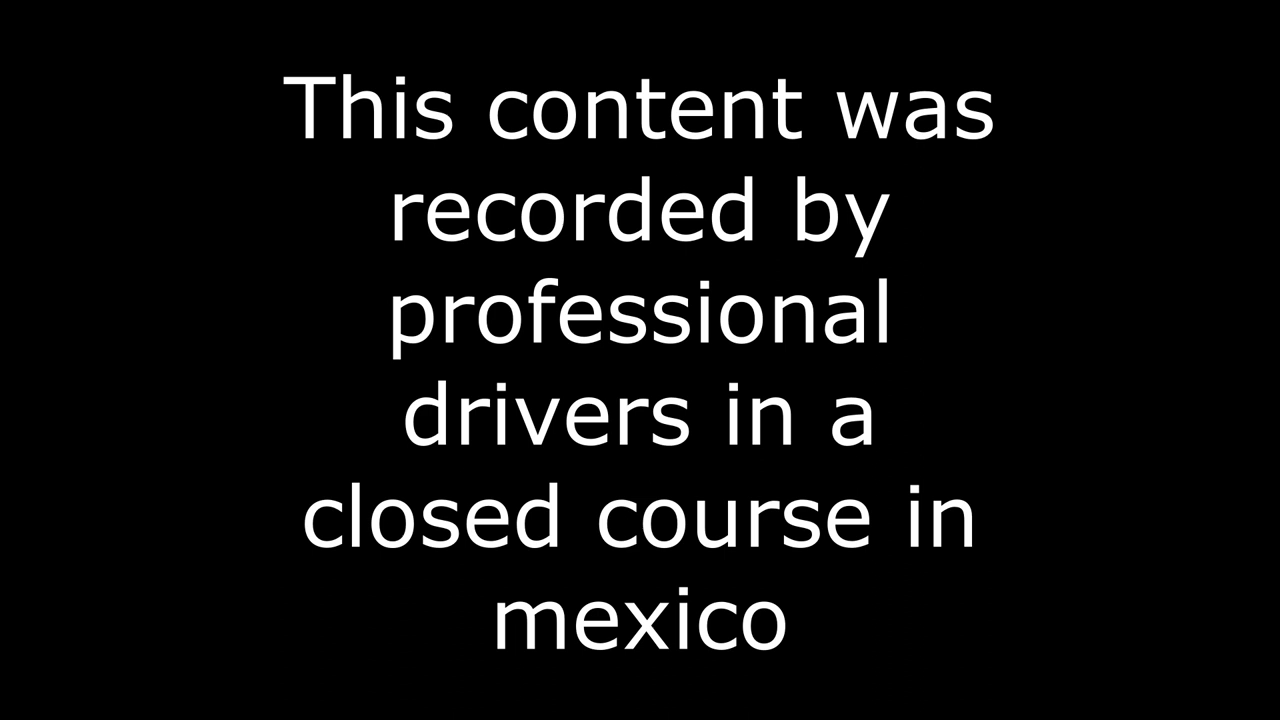 This content was
recorded by
professional
drivers in a
closed course in
mexico